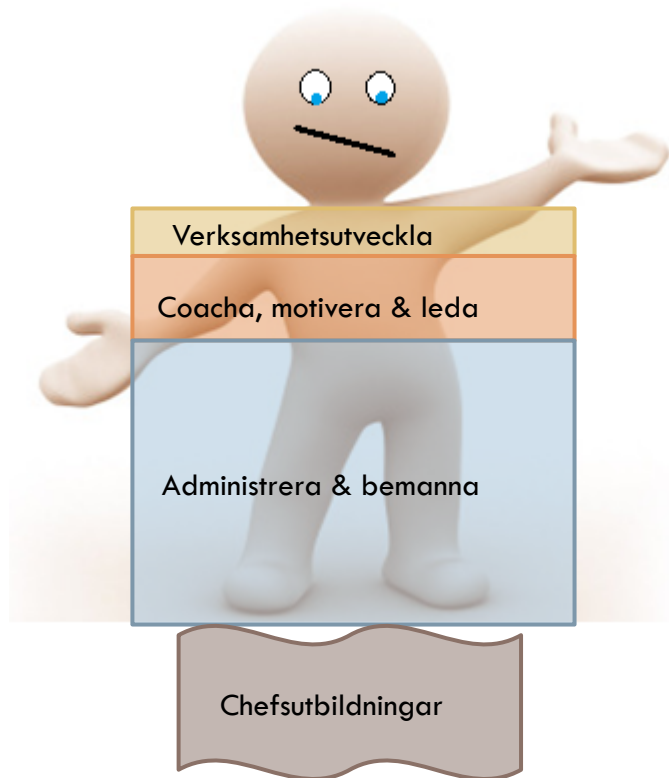 Verksamhetsutveckla
Coacha, motivera & leda
Administrera & bemanna
Chefsutbildningar